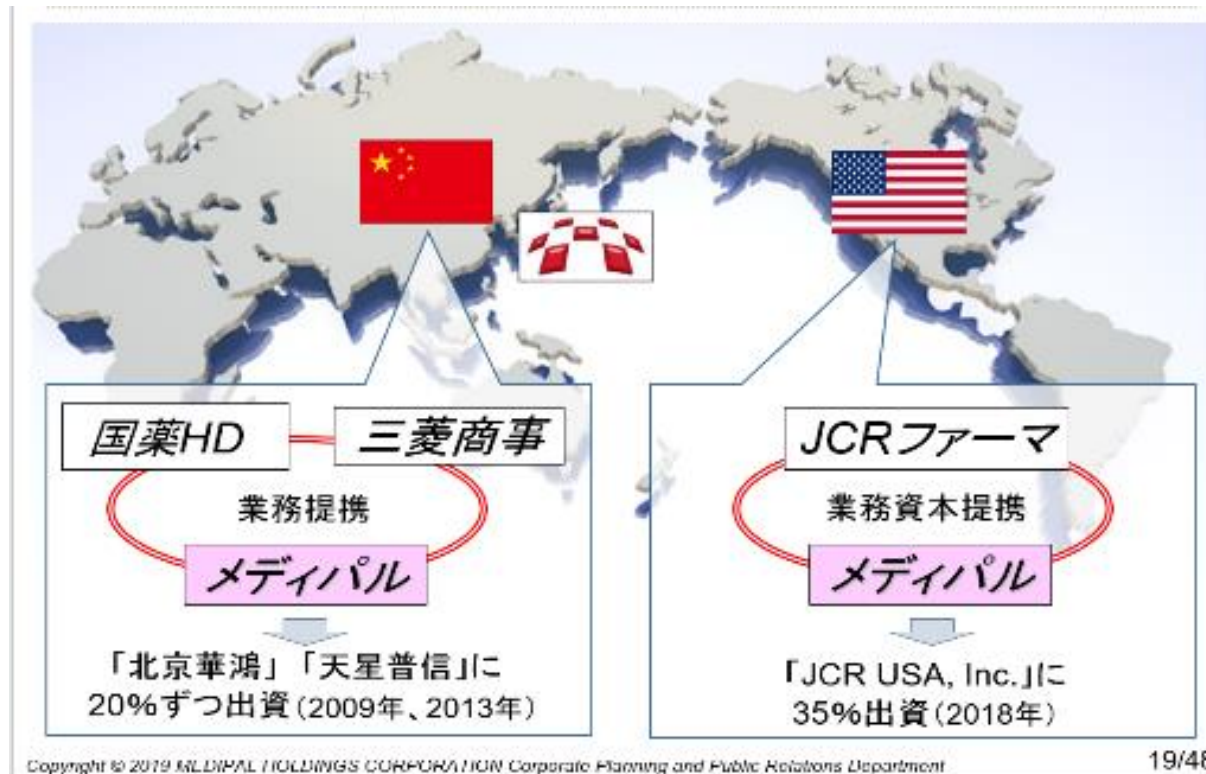 国薬HD
三菱商事
業務提携
メディパル
「北京華鴻」「天星普信」に
20%ずつ出資(2009年、2013年)
JCRファーマ
業務資本提携
メディパル
「JCR USA, Inc.」に
35%出資(2018年)
Copyright © 2019 MEDIPAL HOLDINGS CORPORATION Corporate Planning and Public Relations Department
19/48